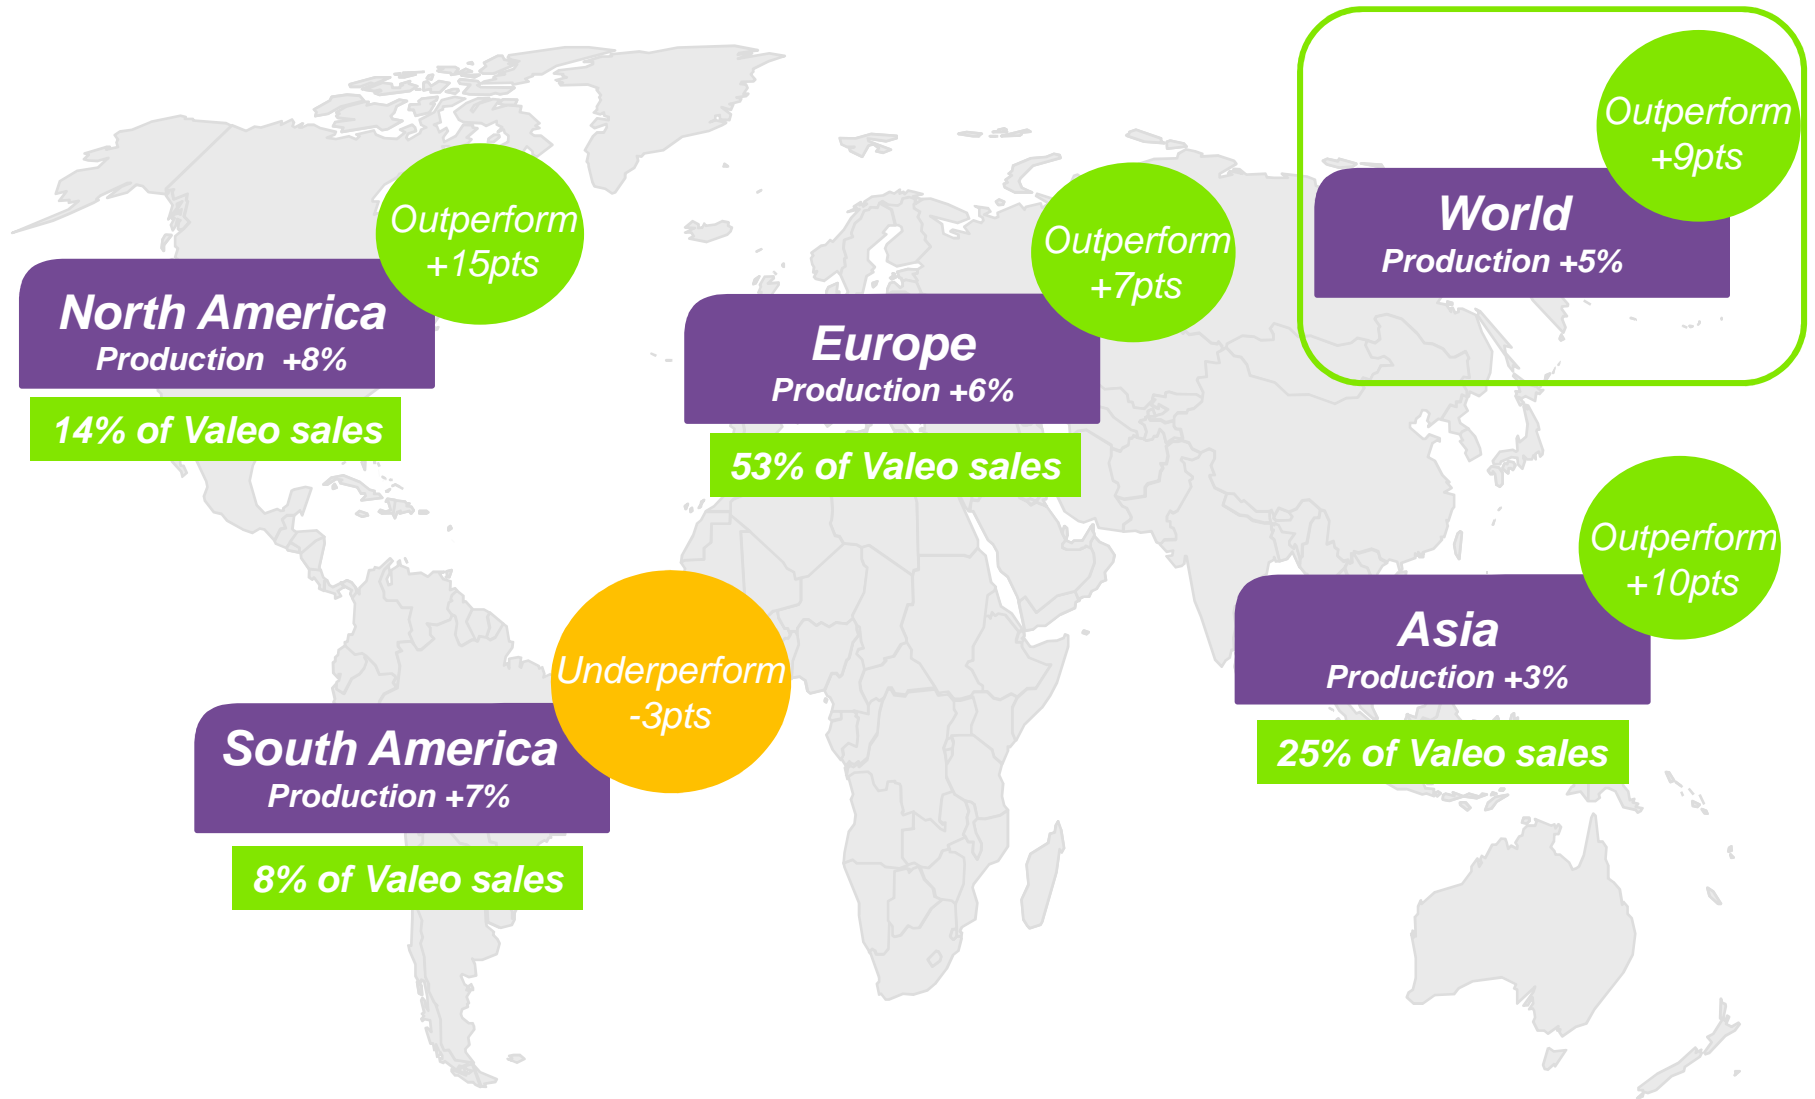 Outperform
+9pts
World
Production +5%
Outperform
+15pts
North America
Production +8%
14% of Valeo sales
Outperform
+7pts
Europe
Production +6%
53% of Valeo sales
Outperform
+10pts
Asia
Production +3%
25% of Valeo sales
Underperform
-3pts
South America
Production +7%
8% of Valeo sales